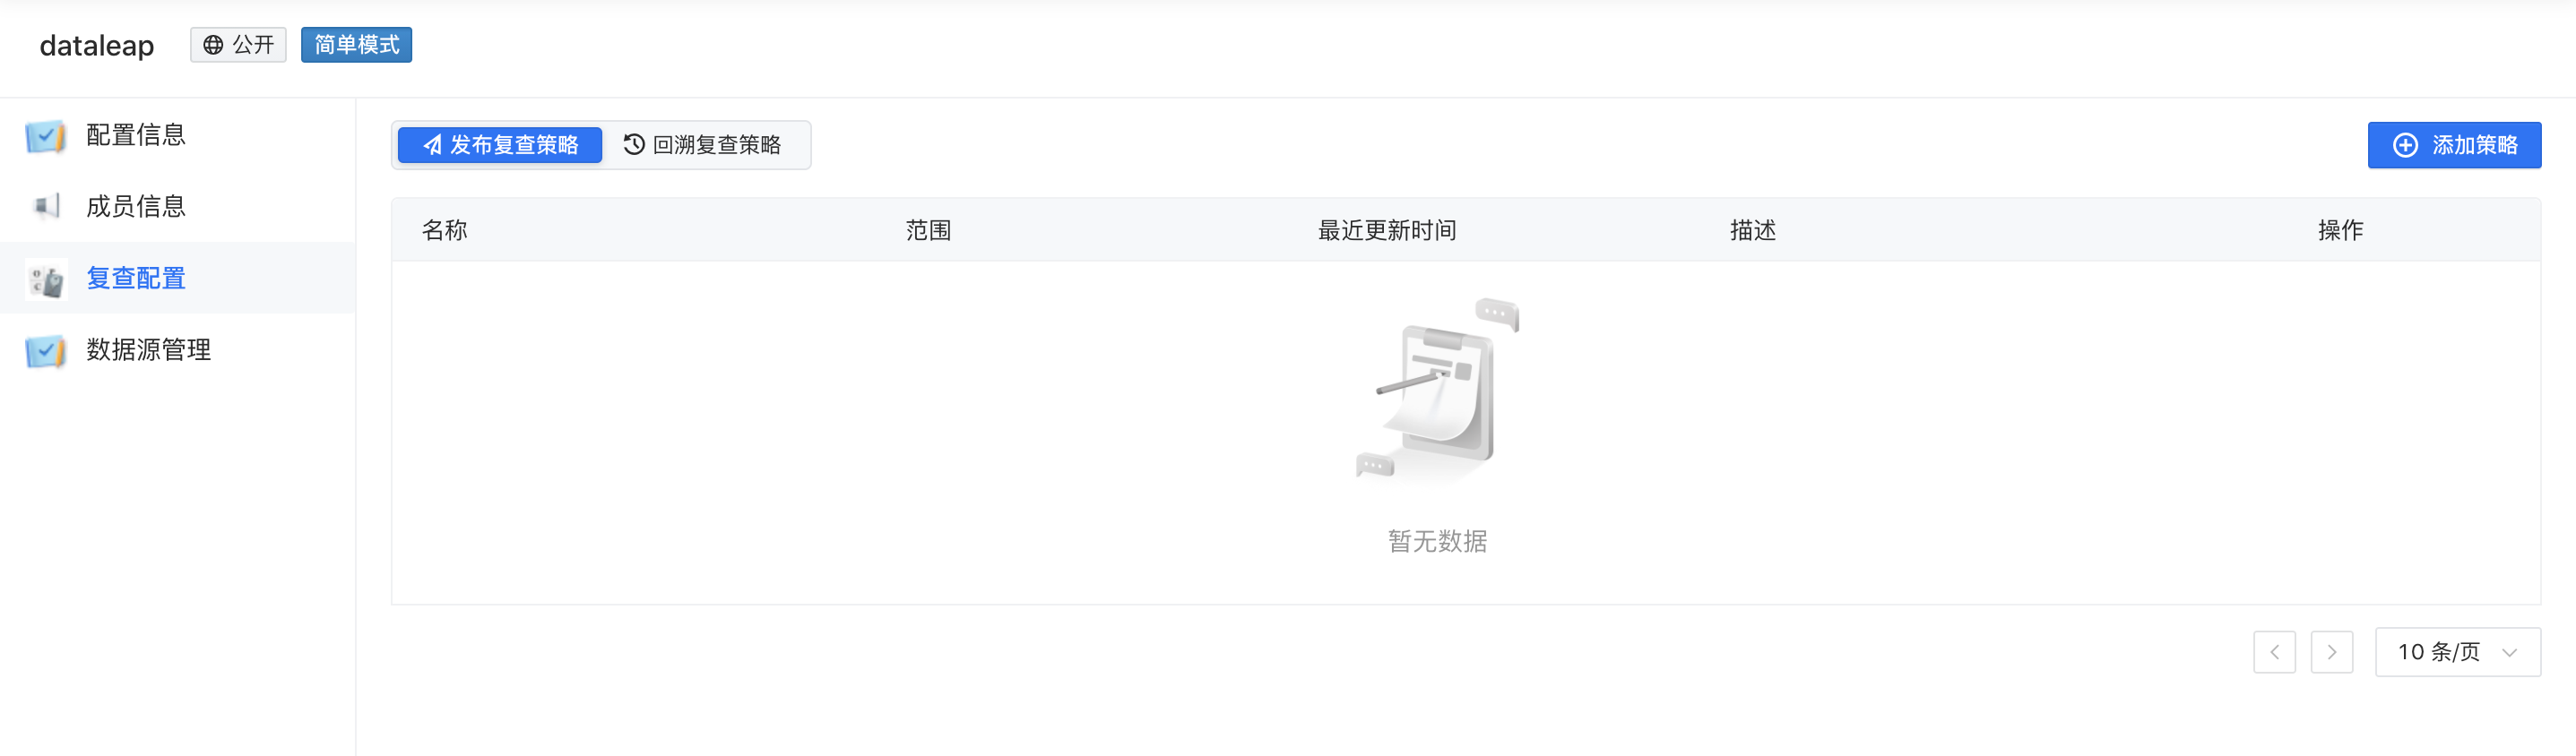 dataleap 公开 简单模式
配置信息
成员信息
复查配置
数据源管理
发布复查策略 回溯复查策略 添加策略
名称 范围 最近更新时间 描述 操作
暂无数据
10 条/页